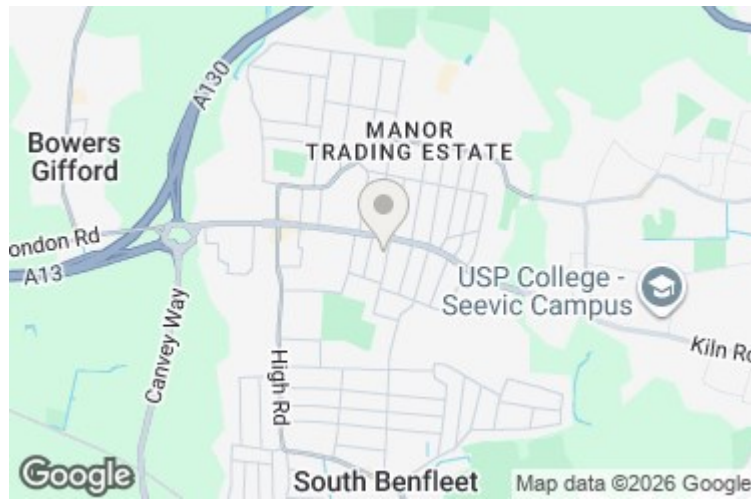 A130
Bowers
Gifford
MANOR
TRADING ESTATE
ondon Rd
A13
Canvey Way
High Rd
USP College -
Seevic Campus
Kiln Ro
South Benfleet
Google
Map data ©2026 Google